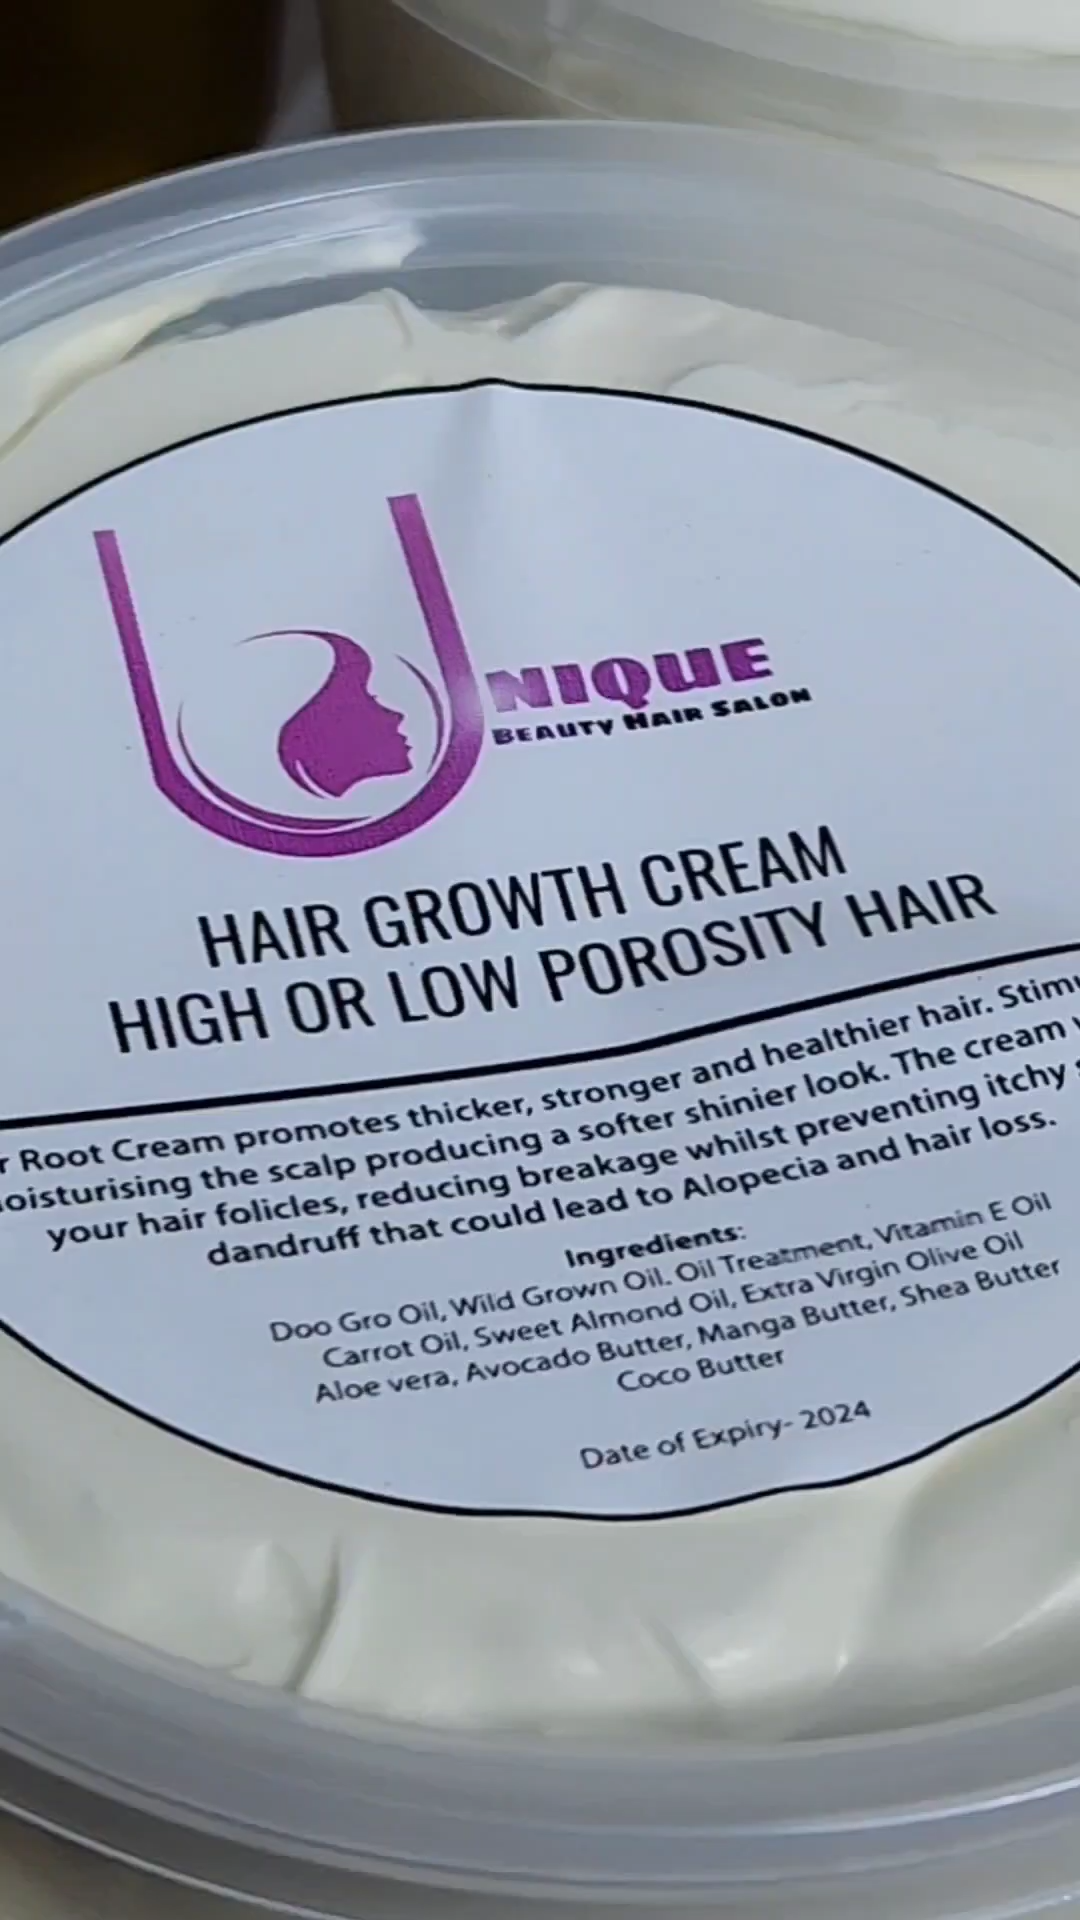 UNIQUE
BEAUTY HAIR SALON
HAIR GROWTH CREAM
HIGH OR LOW POROSITY HAIR
Root Cream promotes thicker, stronger and healthier hair.
the scalp producing a softer shinier look. The cream
your hair folicles, reducing breakage whilst preventing itchy
dandruff that could lead to Alopecia and hair loss.
Ingredients:
Doo Gro Oil, Wild Grown Oil. Oil Treatment, Vitamin E Oil
Carrot Oil, Sweet Almond Oil, Extra Virgin Olive Oil
Aloe vera, Avocado Butter, Manga Butter, Shea Butter
Coco Butter
Date of Expiry- 2024